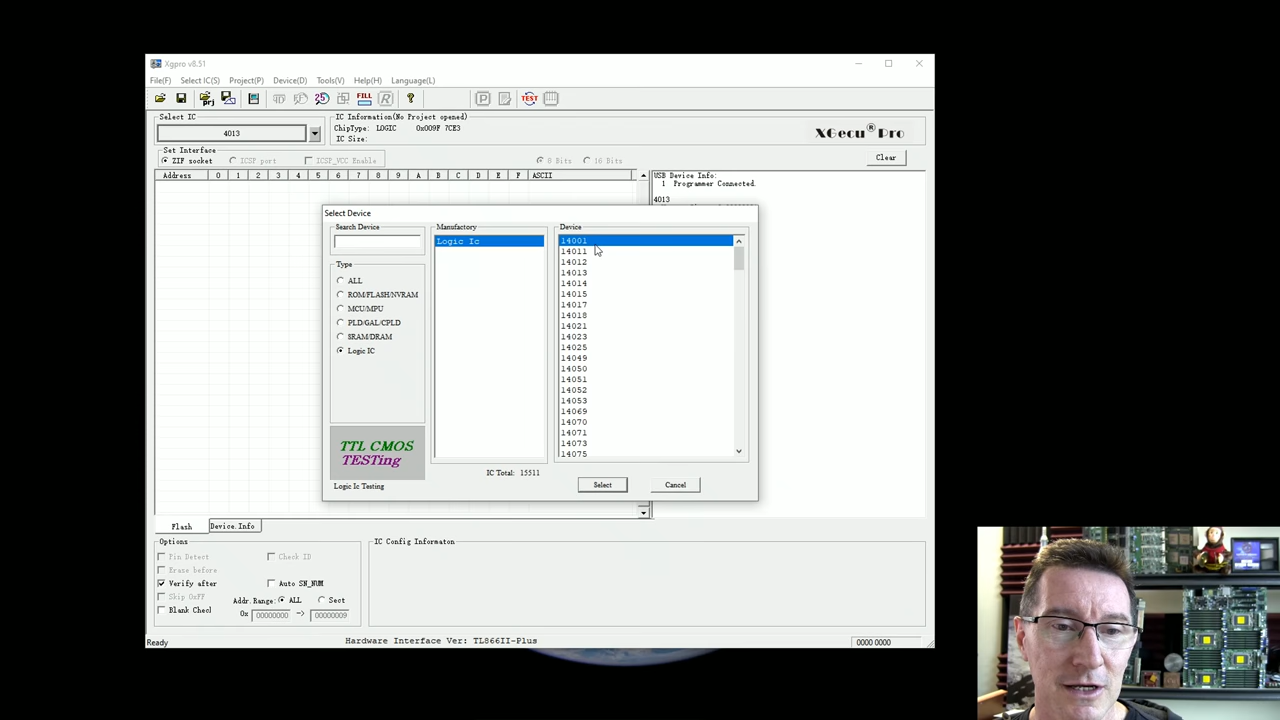 Xgpro v8.51
File(F) Select IC(S) Project(P) Device(D) Tools(V) Help(H) Language(L)
prj FILL R P TEST
Select IC
4013
IC Information(No Project opened)
ChipType: LOGIC 0x009F 7CE3
IC Size:
XGecu® Pro
Set Interface
ZIF socket ICSP port ICSP_VCC Enable 8 Bits 16 Bits
Clear
Address 0 1 2 3 4 5 6 7 8 9 A B C D E F ASCII
USB Device Info:
1 Programmer Connected.
4013
Select Device
Search Device
Manufactory
Device
Logic Ic
Type
ALL
ROM/FLASH/NVRAM
MCU/MPU
PLD/GAL/CPLD
SRAM/DRAM
Logic IC
14001
14011
14012
14013
14014
14015
14017
14018
14021
14023
14025
14049
14050
14051
14052
14053
14069
14070
14071
14073
14075
TTL CMOS
TESTing
Logic Ic Testing
IC Total: 15511
Select Cancel
Flash Device.Info
Options
Pin Detect Check ID
Erase before
Verify after Auto SN_NUM
Skip OxFF Addr.Range: ALL Sect
Blank Checl 0x 00000000 -> 00000009
IC Config Informaton
Ready
Hardware Interface Ver: TL866II-Plus
0000 0000